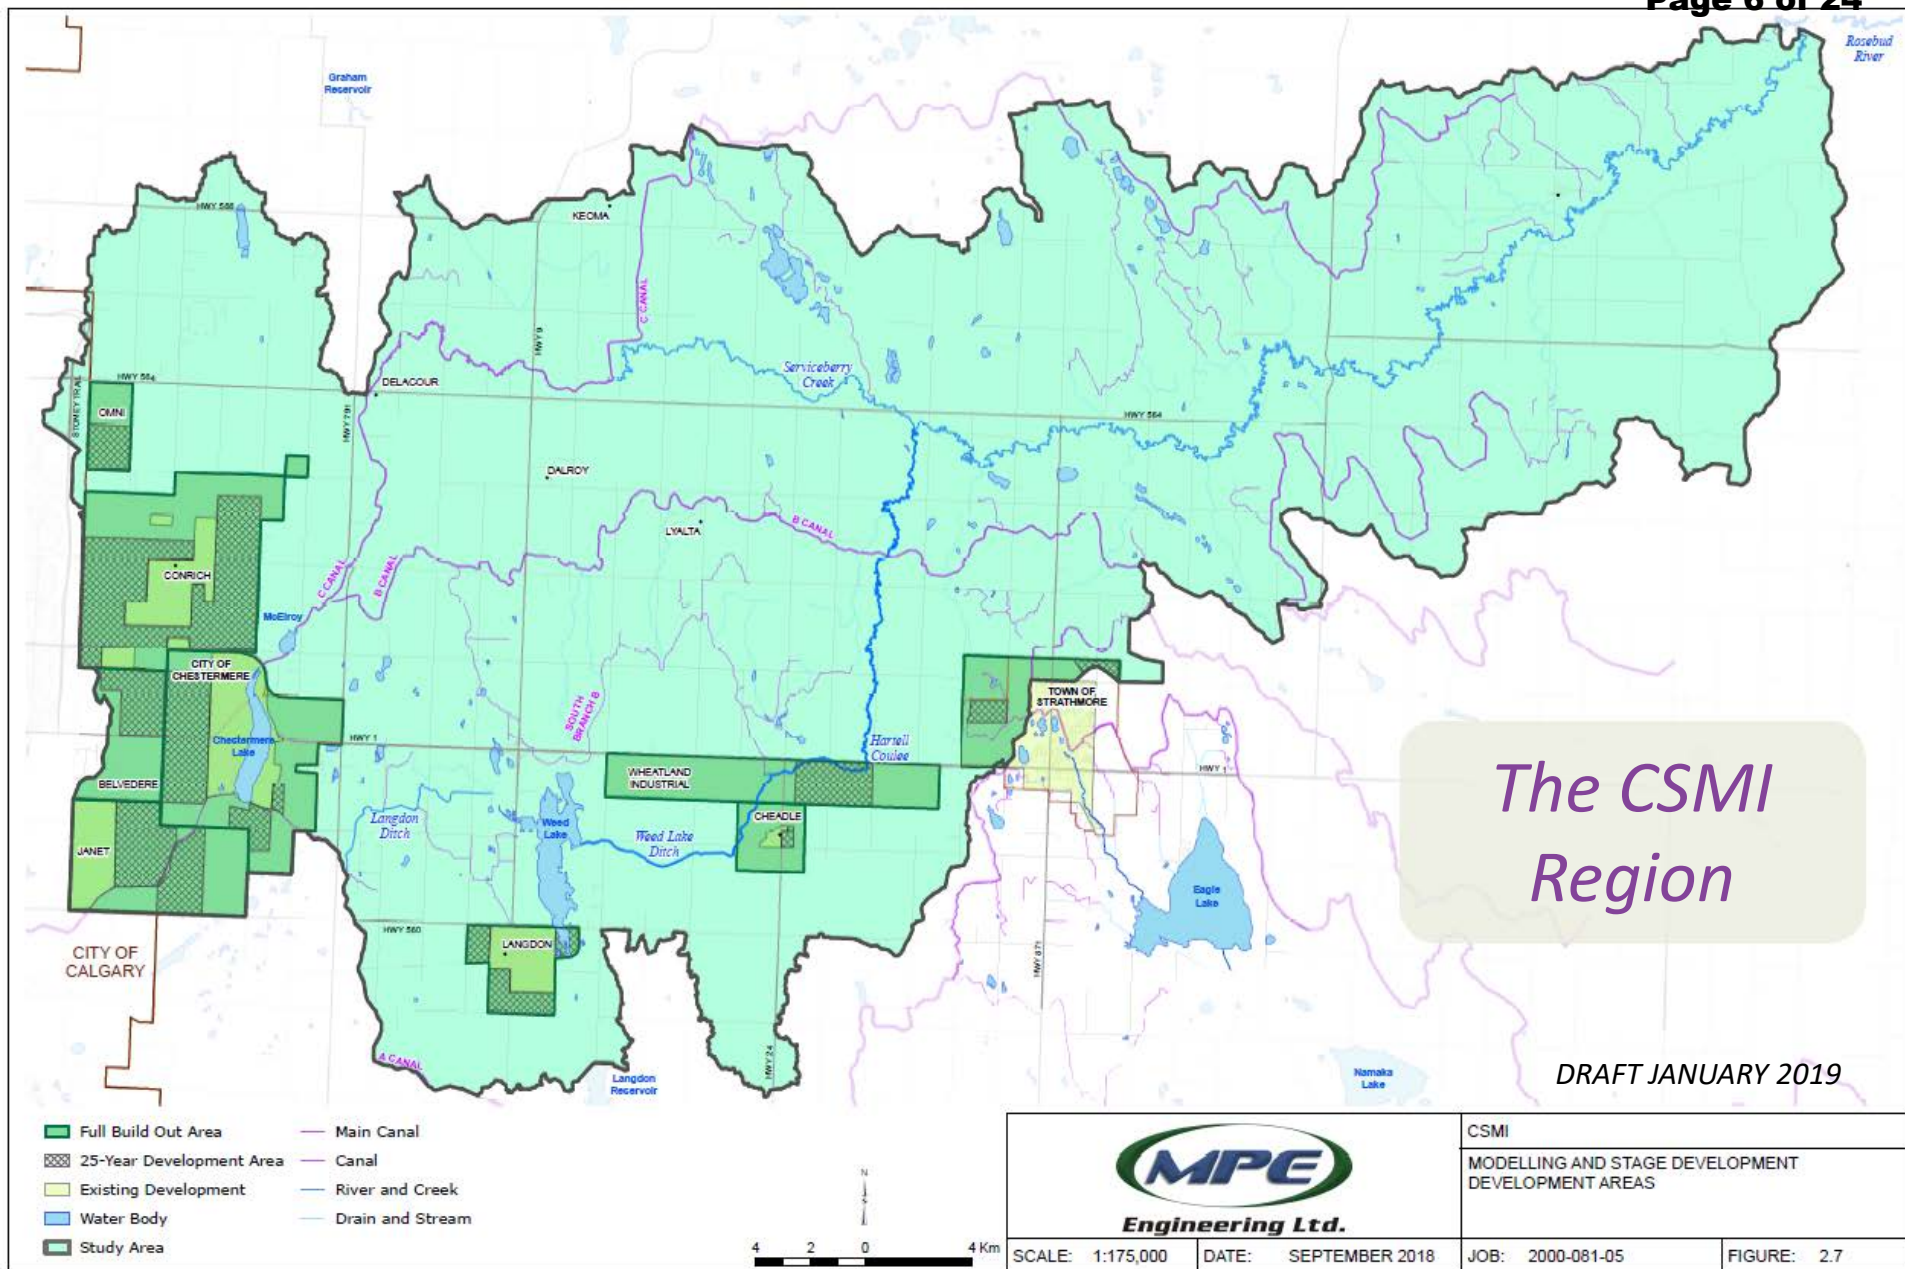 Page 6 of 24
Rosebud
River
Graham
Reservoir
HWY 566
KEOMA
C CANAL
HWY 9
Serviceberry
Creek
STONEY TRAIL
HWY 564
DELACOUR
OMNI
HWY 791
HWY 564
DALROY
LYALTA
B CANAL
CONRICH
C CANAL
B CANAL
McElroy
CITY OF
CHESTERMERE
SOUTH
BRANCH B
TOWN OF
STRATHMORE
Chestermere
Lake
HWY 1
Hartell
Coulee
HWY 1
BELVEDERE
WHEATLAND
INDUSTRIAL
The CSMI
Region
Langdon
Ditch
Weed
Lake
Weed Lake
Ditch
CHEADLE
JANET
Eagle
Lake
HWY 560
LANGDON
CITY OF
CALGARY
HWY 817
A CANAL
HWY 24
Langdon
Reservoir
Namaka
Lake
DRAFT JANUARY 2019
Full Build Out Area
25-Year Development Area
Existing Development
Water Body
Study Area
Main Canal
Canal
River and Creek
Drain and Stream
N
S
4 2 0 4 Km
MPE
Engineering Ltd.
CSMI
MODELLING AND STAGE DEVELOPMENT
DEVELOPMENT AREAS
SCALE: 1:175,000
DATE: SEPTEMBER 2018
JOB: 2000-081-05
FIGURE: 2.7